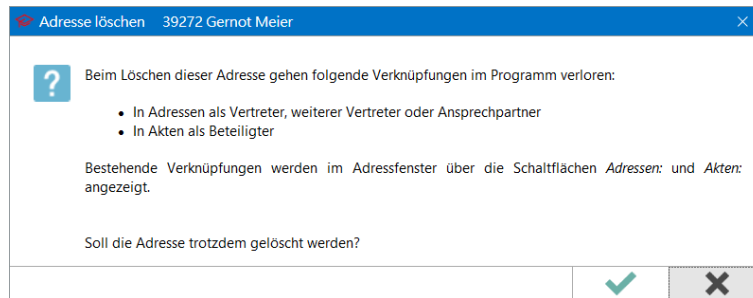 Adresse löschen 39272 Gernot Meier
Beim Löschen dieser Adresse gehen folgende Verknüpfungen im Programm verloren:
• In Adressen als Vertreter, weiterer Vertreter oder Ansprechpartner
• In Akten als Beteiligter
Bestehende Verknüpfungen werden im Adressfenster über die Schaltflächen Adressen: und Akten:
angezeigt.
Soll die Adresse trotzdem gelöscht werden?